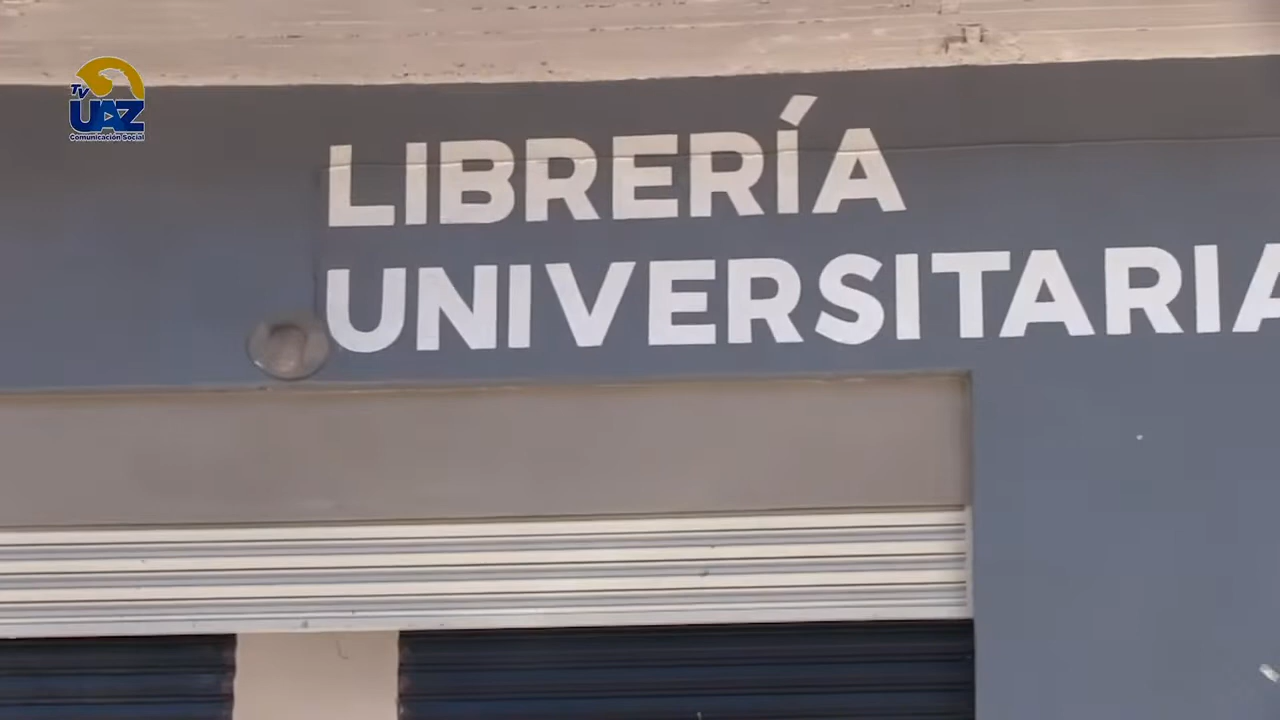 Tv
UAZ
Comunicación Social
LIBRERÍA
UNIVERSITARIA